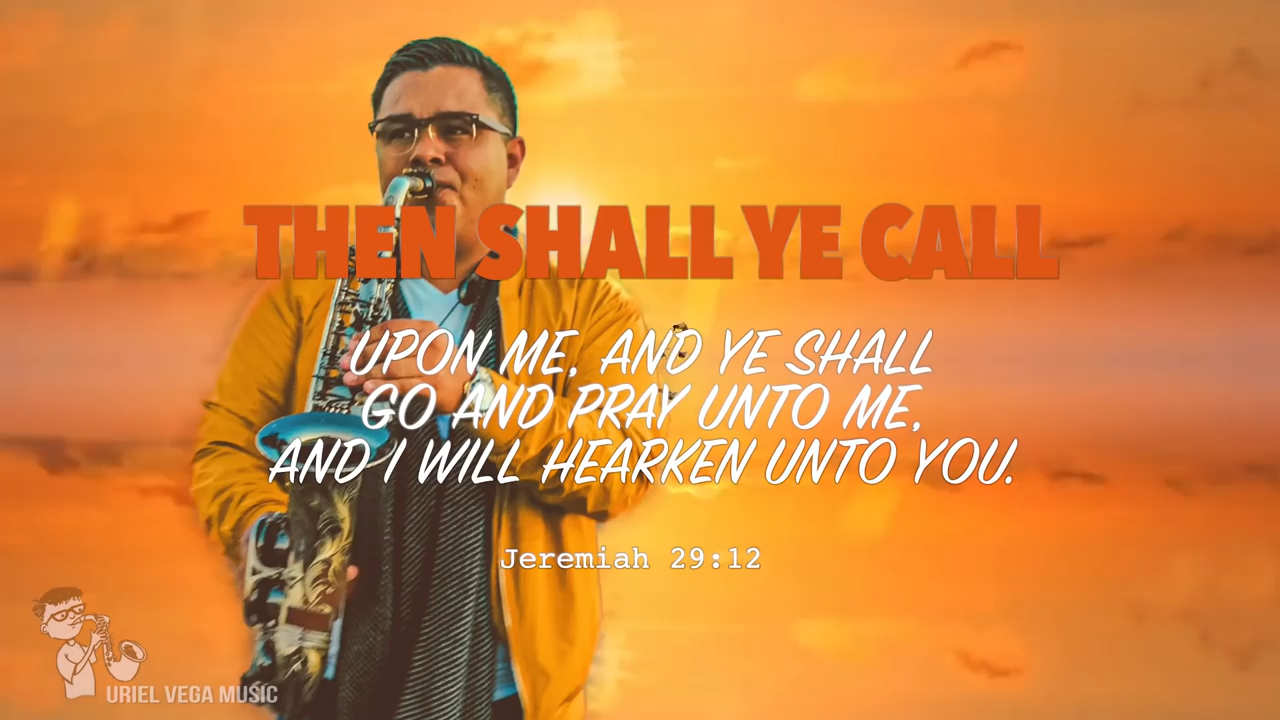 THEN SHALL YE CALL
UPON ME, AND YE SHALL
GO AND PRAY UNTO ME,
AND I WILL HEARKEN UNTO YOU.
Jeremiah 29:12
URIEL VEGA MUSIC